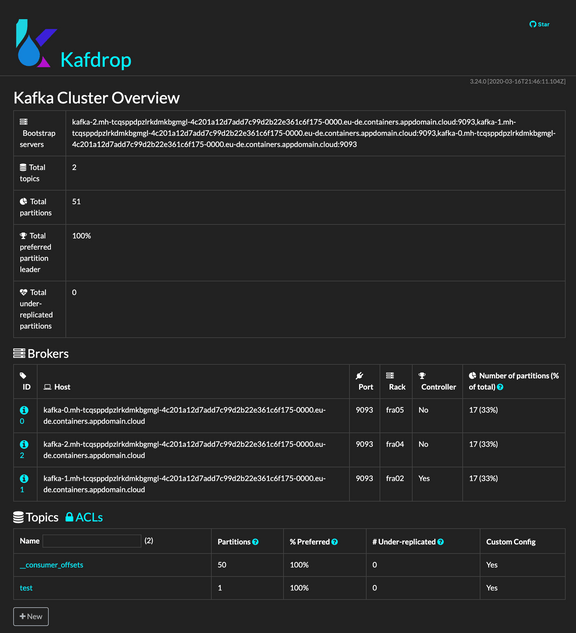 Star
Kafdrop
3.24.0 [2020-03-16T21:46:11.104Z]
Kafka Cluster Overview
Bootstrap servers
kafka-2.mh-tcqsppdpzlrkdmkbgmgl-4c201a12d7add7c99d2b22e361c6f175-0000.eu-de.containers.appdomain.cloud:9093,kafka-1.mh-
tcqsppdpzlrkdmkbgmgl-4c201a12d7add7c99d2b22e361c6f175-0000.eu-de.containers.appdomain.cloud:9093,kafka-0.mh-tcqsppdpzlrkdmkbgmgl-
4c201a12d7add7c99d2b22e361c6f175-0000.eu-de.containers.appdomain.cloud:9093
Total topics 2
Total partitions 51
Total preferred partition leader 100%
Total under-replicated partitions 0
Brokers
ID Host Port Rack Controller Number of partitions (% of total)
0 kafka-0.mh-tcqsppdpzlrkdmkbgmgl-4c201a12d7add7c99d2b22e361c6f175-0000.eu- 9093 fra05 No 17 (33%)
de.containers.appdomain.cloud
2 kafka-2.mh-tcqsppdpzlrkdmkbgmgl-4c201a12d7add7c99d2b22e361c6f175-0000.eu- 9093 fra04 No 17 (33%)
de.containers.appdomain.cloud
1 kafka-1.mh-tcqsppdpzlrkdmkbgmgl-4c201a12d7add7c99d2b22e361c6f175-0000.eu- 9093 fra02 Yes 17 (33%)
de.containers.appdomain.cloud
Topics ACLs
Name (2) Partitions % Preferred # Under-replicated Custom Config
__consumer_offsets 50 100% 0 Yes
test 1 100% 0 Yes
+ New